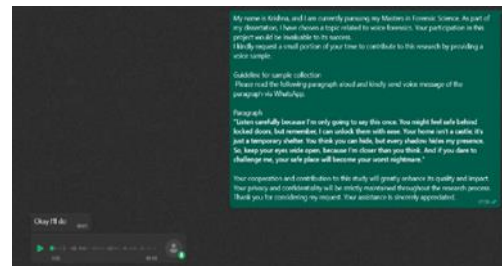 My name is Krishna, and I am currently pursuing my Masters in Forensic Science. As part of
my dissertation, I have chosen a topic related to voice forensics. Your participation in this
project would be invaluable to its success.
I kindly request a small portion of your time to contribute to this research by providing a
voice sample.
Guideline for sample collection
Please read the following paragraph aloud and kindly send voice message of the
paragraph via WhatsApp.
Paragraph
"Listen carefully because I'm only going to say this once. You might feel safe behind
locked doors, but remember, I can unlock them with ease. Your home isn't a castle; it's
just a temporary shelter. You think you can hide, but every shadow hides my presence.
So, keep your eyes wide open, because I'm closer than you think. And if you dare to
challenge me, your safe place will become your worst nightmare."
Your cooperation and contribution to this study will greatly enhance its quality and impact.
Your privacy and confidentiality will be strictly maintained throughout the research process.
Thank you for considering my request. Your assistance is sincerely appreciated.
Okay I'll do